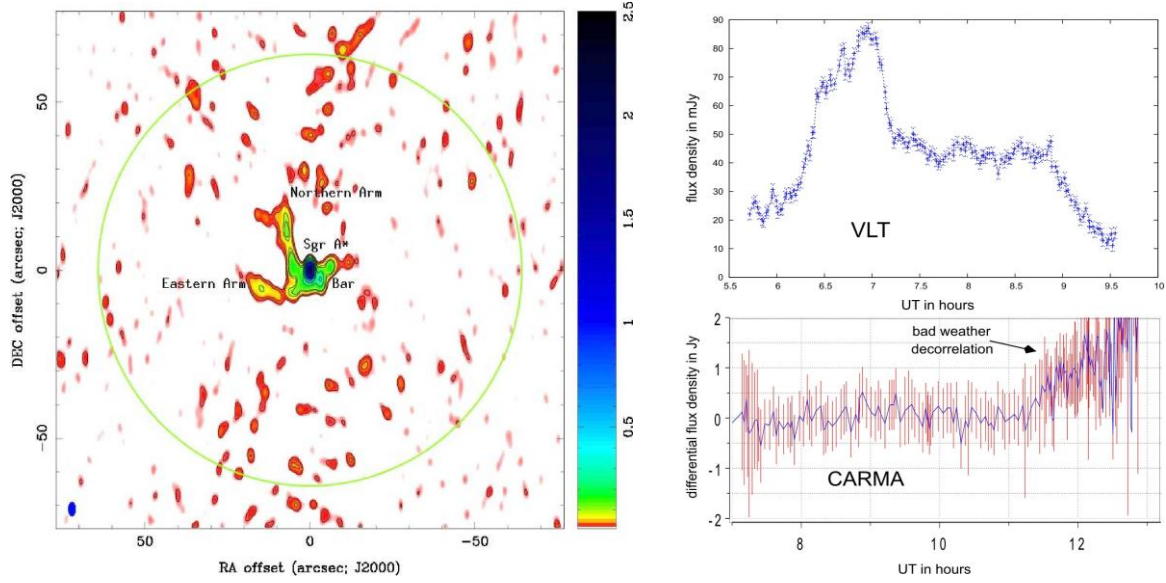 50
0
-50
DEC offset (arcsec; J2000)
Northern Arm
Sgr A*
Eastern Arm
Bar
50
0
-50
RA offset (arcsec; J2000)
2.5
2
1.5
1
0.5
90
80
70
60
50
40
30
20
10
0
flux density in mJy
VLT
5.5
6
6.5
7
7.5
8
8.5
9
9.5
10
UT in hours
2
1
0
-1
-2
differential flux density in Jy
bad weather
decorrelation
CARMA
8
10
12
UT in hours